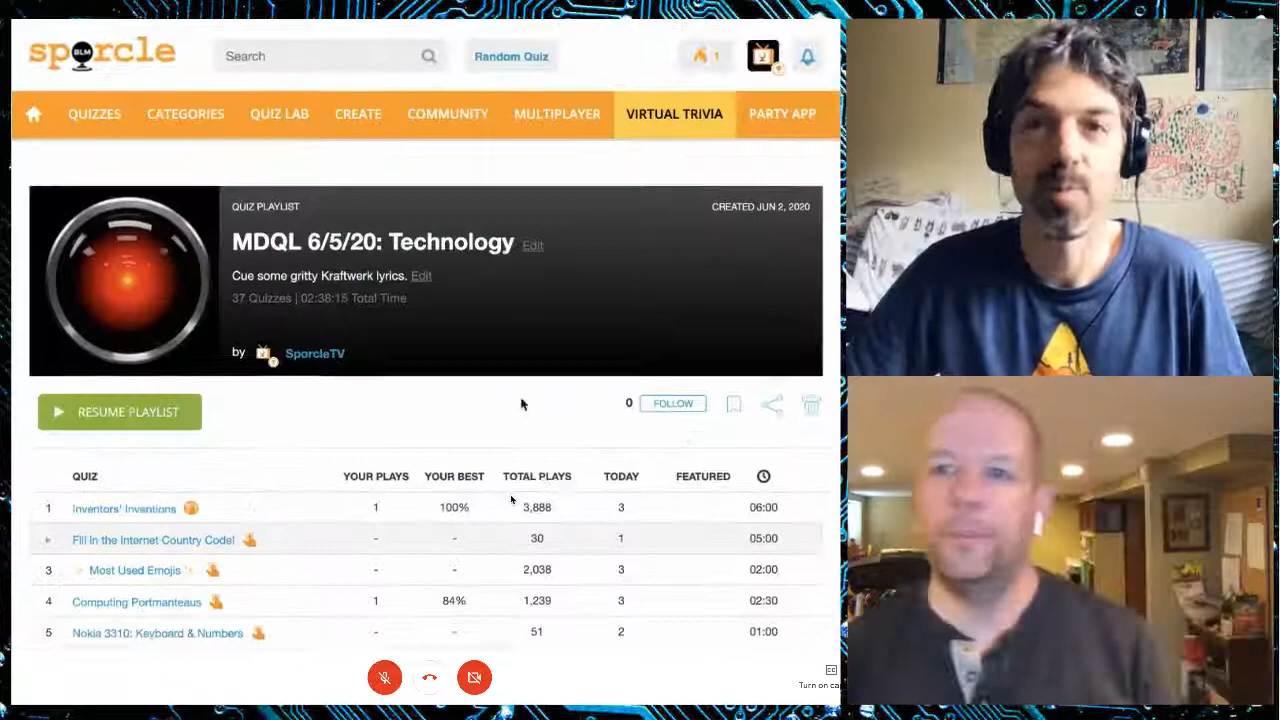 sporcle
BLM
Search
Random Quiz
1
QUIZZES CATEGORIES QUIZ LAB CREATE COMMUNITY MULTIPLAYER VIRTUAL TRIVIA PARTY APP
QUIZ PLAYLIST CREATED JUN 2, 2020
MDQL 6/5/20: Technology Edit
Cue some gritty Kraftwerk lyrics. Edit
37 Quizzes | 02:38:15 Total Time
by SporcleTV
RESUME PLAYLIST 0 FOLLOW
QUIZ YOUR PLAYS YOUR BEST TOTAL PLAYS TODAY FEATURED
1 Inventors' Inventions 1 100% 3,888 3 06:00
Fill in the Internet Country Code! - - 30 1 05:00
3 Most Used Emojis - - 2,038 3 02:00
4 Computing Portmanteaus 1 84% 1,239 3 02:30
5 Nokia 3310: Keyboard & Numbers - - 51 2 01:00
CC
Turn on ca